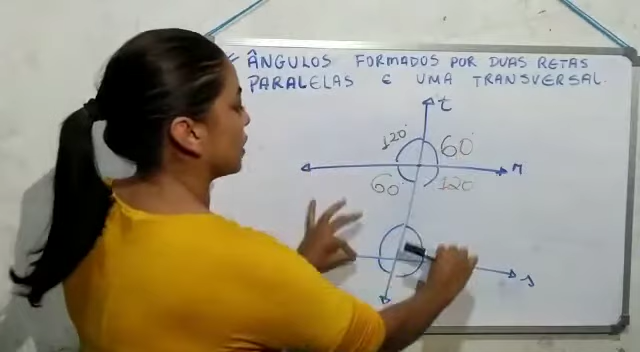 ÂNGULOS FORMADOS POR DUAS RETAS
PARALELAS E UMA TRANSVERSAL.
t
120° 60°
r
60° 120
s